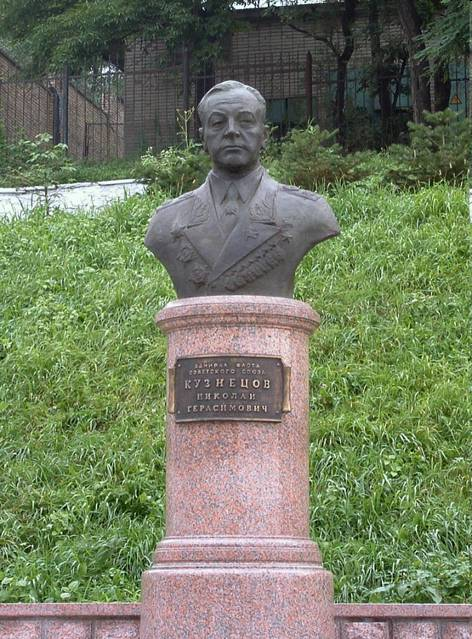 АДМИРАЛ ФЛОТА
СОВЕТСКОГО СОЮЗА
КУЗНЕЦОВ
НИКОЛАЙ
ГЕРАСИМОВИЧ